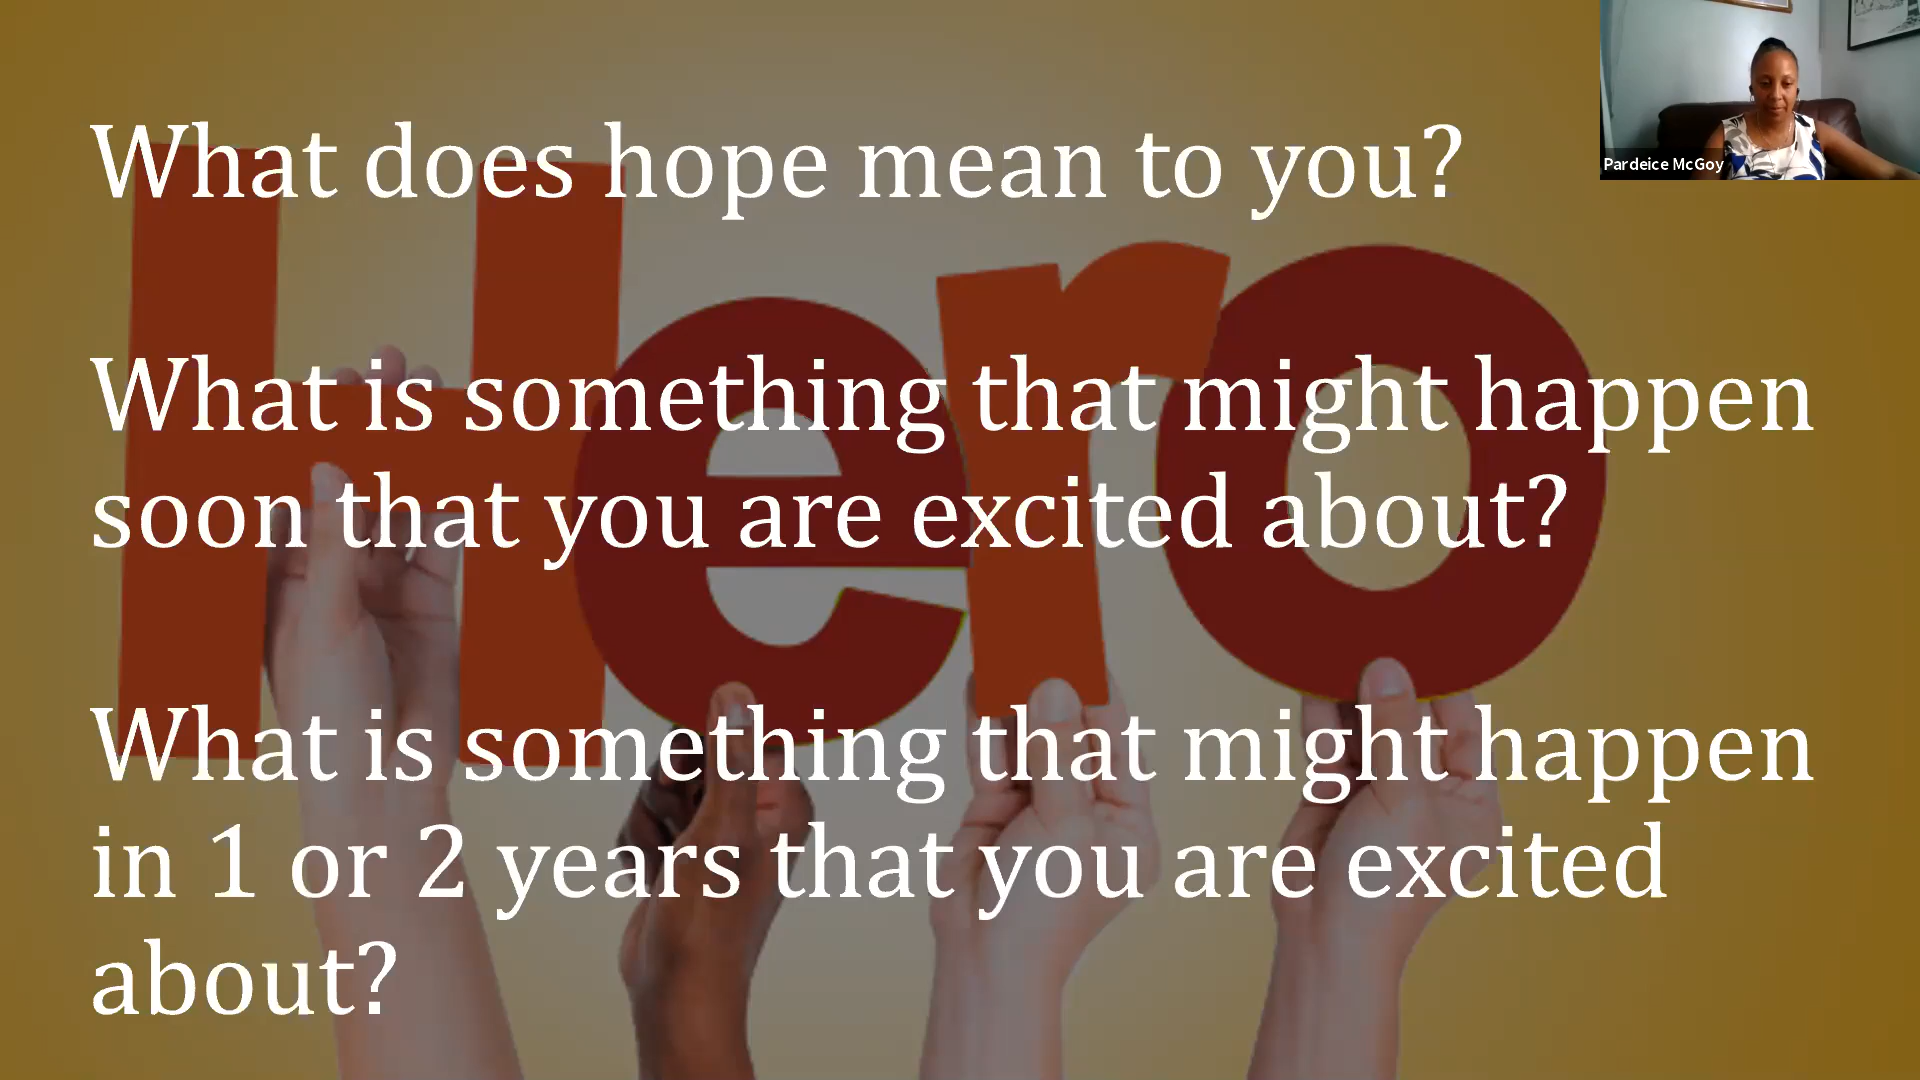 What does hope mean to you?
Pardeice McGoy
Hero
What is something that might happen
soon that you are excited about?
What is something that might happen
in 1 or 2 years that you are excited
about?